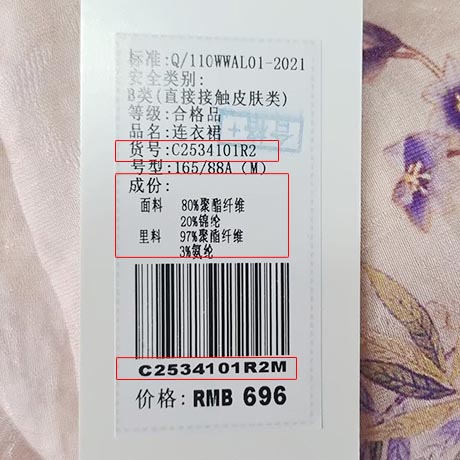 标准: Q/110WWAL01-2021
安全类别:
B类(直接接触皮肤类)
等级: 合格品
品名: 连衣裙
货号: C2534101R2
号型: 165/88A (M)
成份:
面料 80%聚酯纤维
20%锦纶
里料 97%聚酯纤维
3%氨纶
C2534101R2M
价格: RMB 696